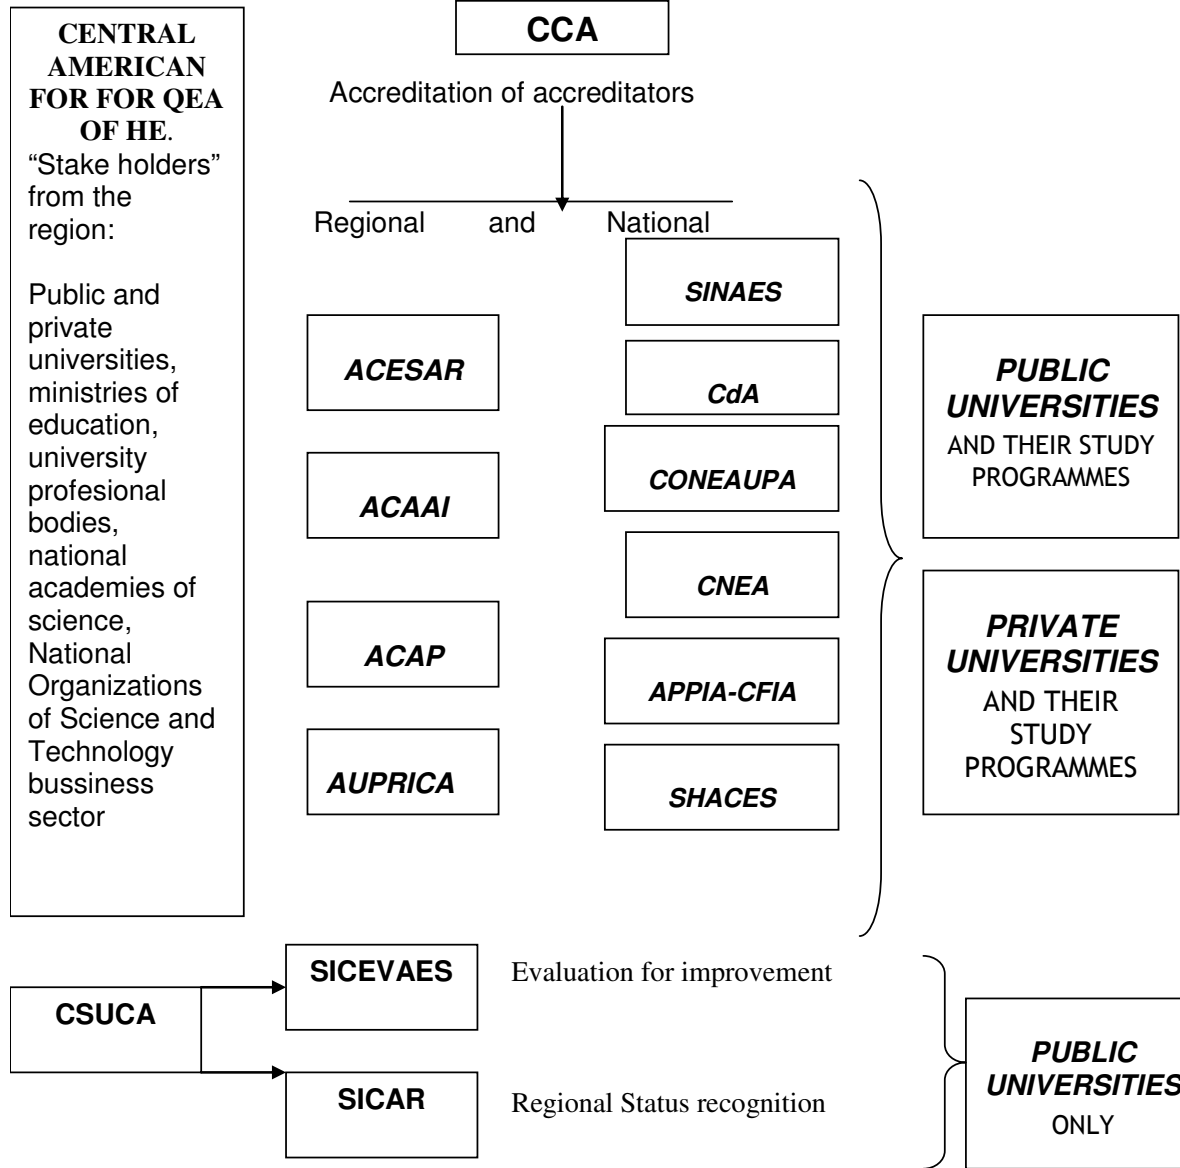 CENTRAL
AMERICAN
FOR FOR QEA
OF HE.
“Stake holders”
from the
region:
Public and
private
universities,
ministries of
education,
university
profesional
bodies,
national
academies of
science,
National
Organizations
of Science and
Technology
bussiness
sector
CCA
Accreditation of accreditators
Regional and National
ACESAR
ACAAI
ACAP
AUPRICA
SINAES
CdA
CONEAUPA
CNEA
APPIA-CFIA
SHACES
PUBLIC
UNIVERSITIES
AND THEIR STUDY
PROGRAMMES
PRIVATE
UNIVERSITIES
AND THEIR
STUDY
PROGRAMMES
CSUCA
SICEVAES
Evaluation for improvement
SICAR
Regional Status recognition
PUBLIC
UNIVERSITIES
ONLY